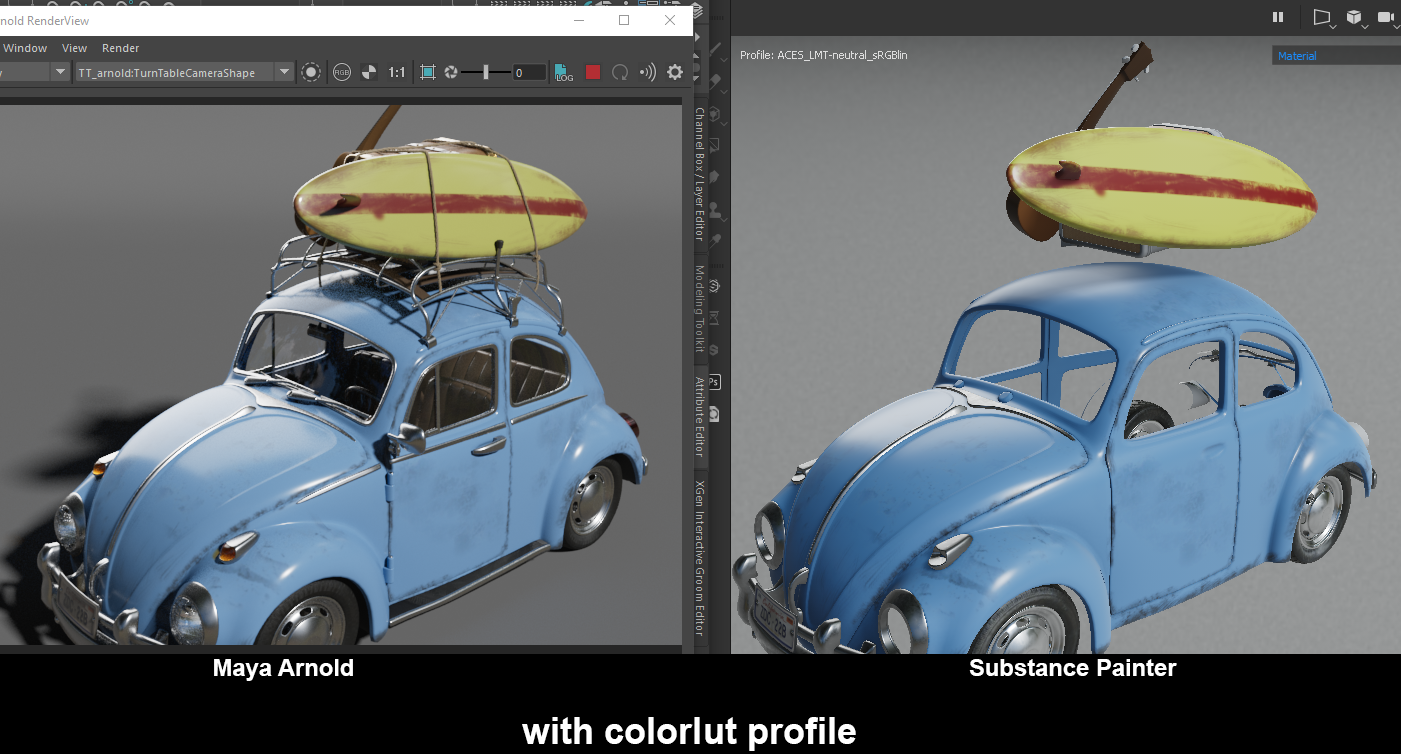 nold RenderView
Window View Render
TT_arnold:TurnTableCameraShape
RGB
1:1
0
LOG
Channel Box / Layer Editor
Modeling Toolkit
Attribute Editor
XGen Interactive Groom Editor
Ps
Profile: ACES_LMT-neutral_sRGBlin
Material
Maya Arnold
Substance Painter
with colorlut profile